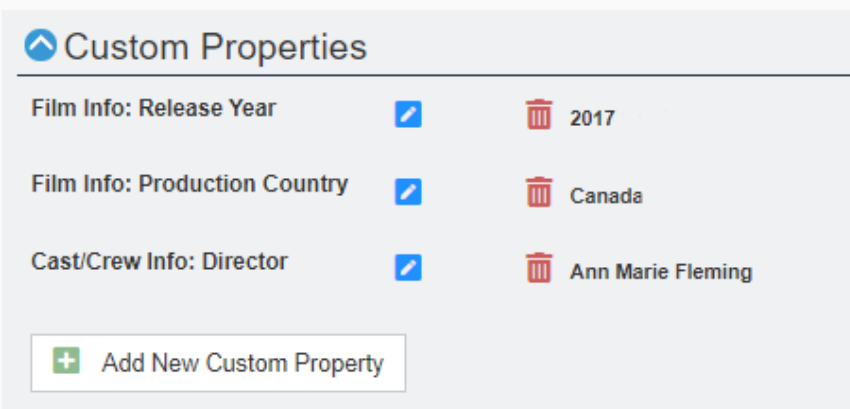 Custom Properties
Film Info: Release Year 2017
Film Info: Production Country Canada
Cast/Crew Info: Director Ann Marie Fleming
Add New Custom Property